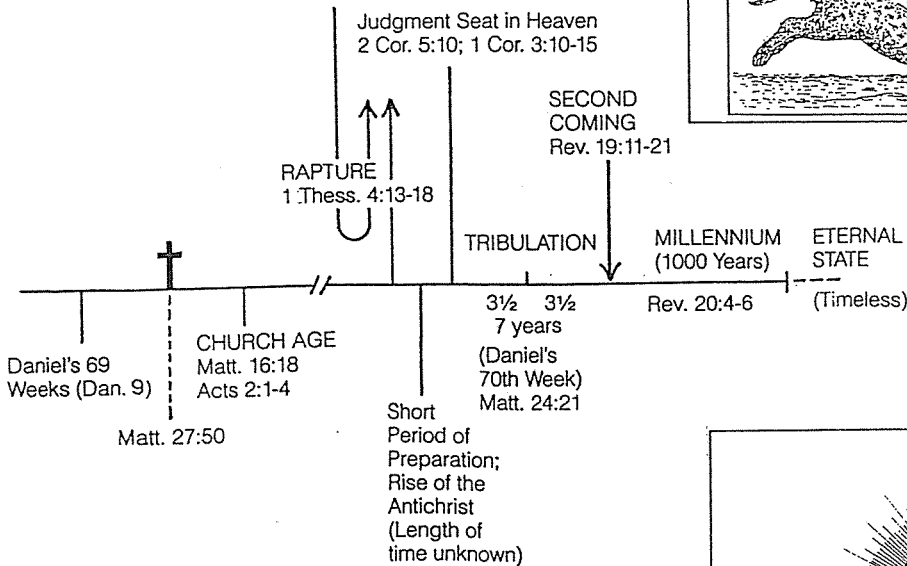 Judgment Seat in Heaven
2 Cor. 5:10; 1 Cor. 3:10-15
SECOND
COMING
Rev. 19:11-21
RAPTURE
1 Thess. 4:13-18
TRIBULATION
MILLENNIUM
(1000 Years)
ETERNAL
STATE
3½ 3½
7 years
(Daniel's
70th Week)
Matt. 24:21
Rev. 20:4-6
(Timeless)
Daniel's 69
Weeks (Dan. 9)
CHURCH AGE
Matt. 16:18
Acts 2:1-4
Matt. 27:50
Short
Period of
Preparation;
Rise of the
Antichrist
(Length of
time unknown)